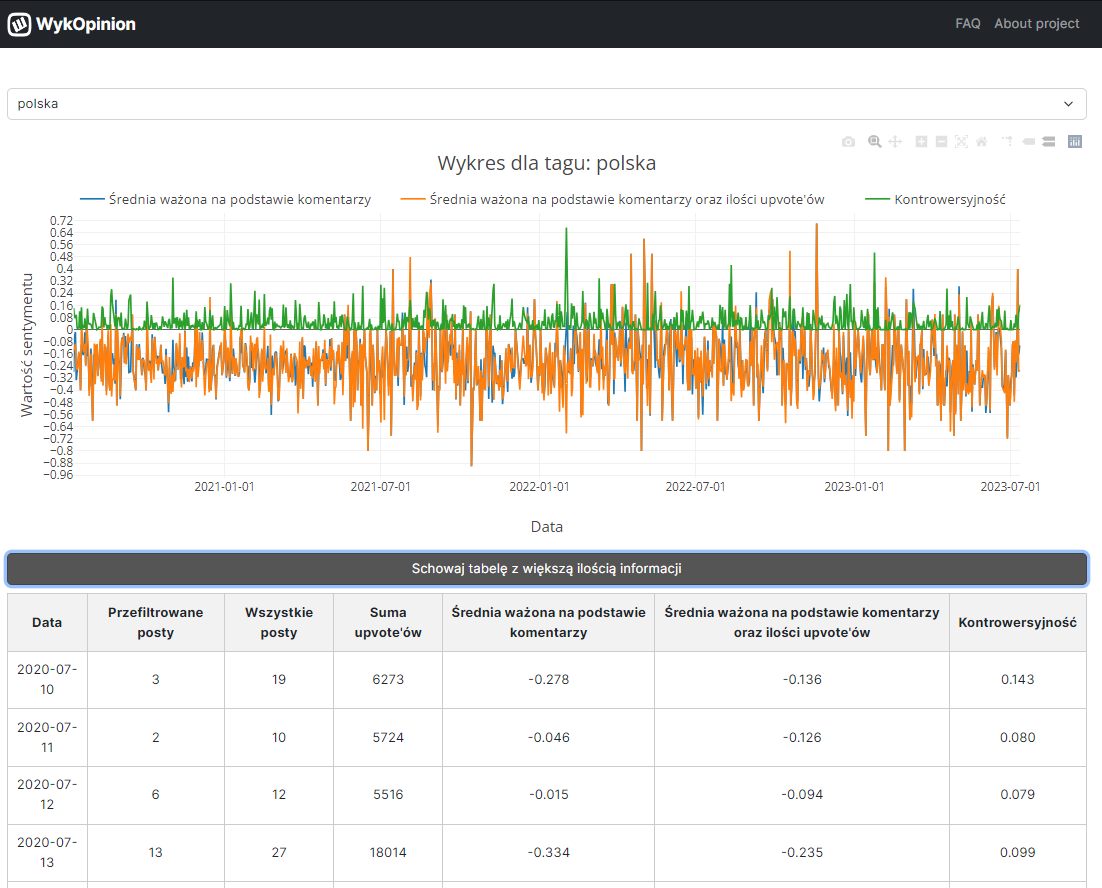 WykOpinion
FAQ About project
polska
Wykres dla tagu: polska
Średnia ważona na podstawie komentarzy Średnia ważona na podstawie komentarzy oraz ilości upvote'ów Kontrowersyjność
Wartość sentymentu
0.72
0.64
0.56
0.48
0.4
0.32
0.24
0.16
0.08
0
−0.08
−0.16
−0.24
−0.32
−0.4
−0.48
−0.56
−0.64
−0.72
−0.8
−0.88
−0.96
2021-01-01 2021-07-01 2022-01-01 2022-07-01 2023-01-01 2023-07-01
Data
Schowaj tabelę z większą ilością informacji
Data Przefiltrowane posty Wszystkie posty Suma upvote'ów Średnia ważona na podstawie komentarzy Średnia ważona na podstawie komentarzy oraz ilości upvote'ów Kontrowersyjność
2020-07-10 3 19 6273 -0.278 -0.136 0.143
2020-07-11 2 10 5724 -0.046 -0.126 0.080
2020-07-12 6 12 5516 -0.015 -0.094 0.079
2020-07-13 13 27 18014 -0.334 -0.235 0.099